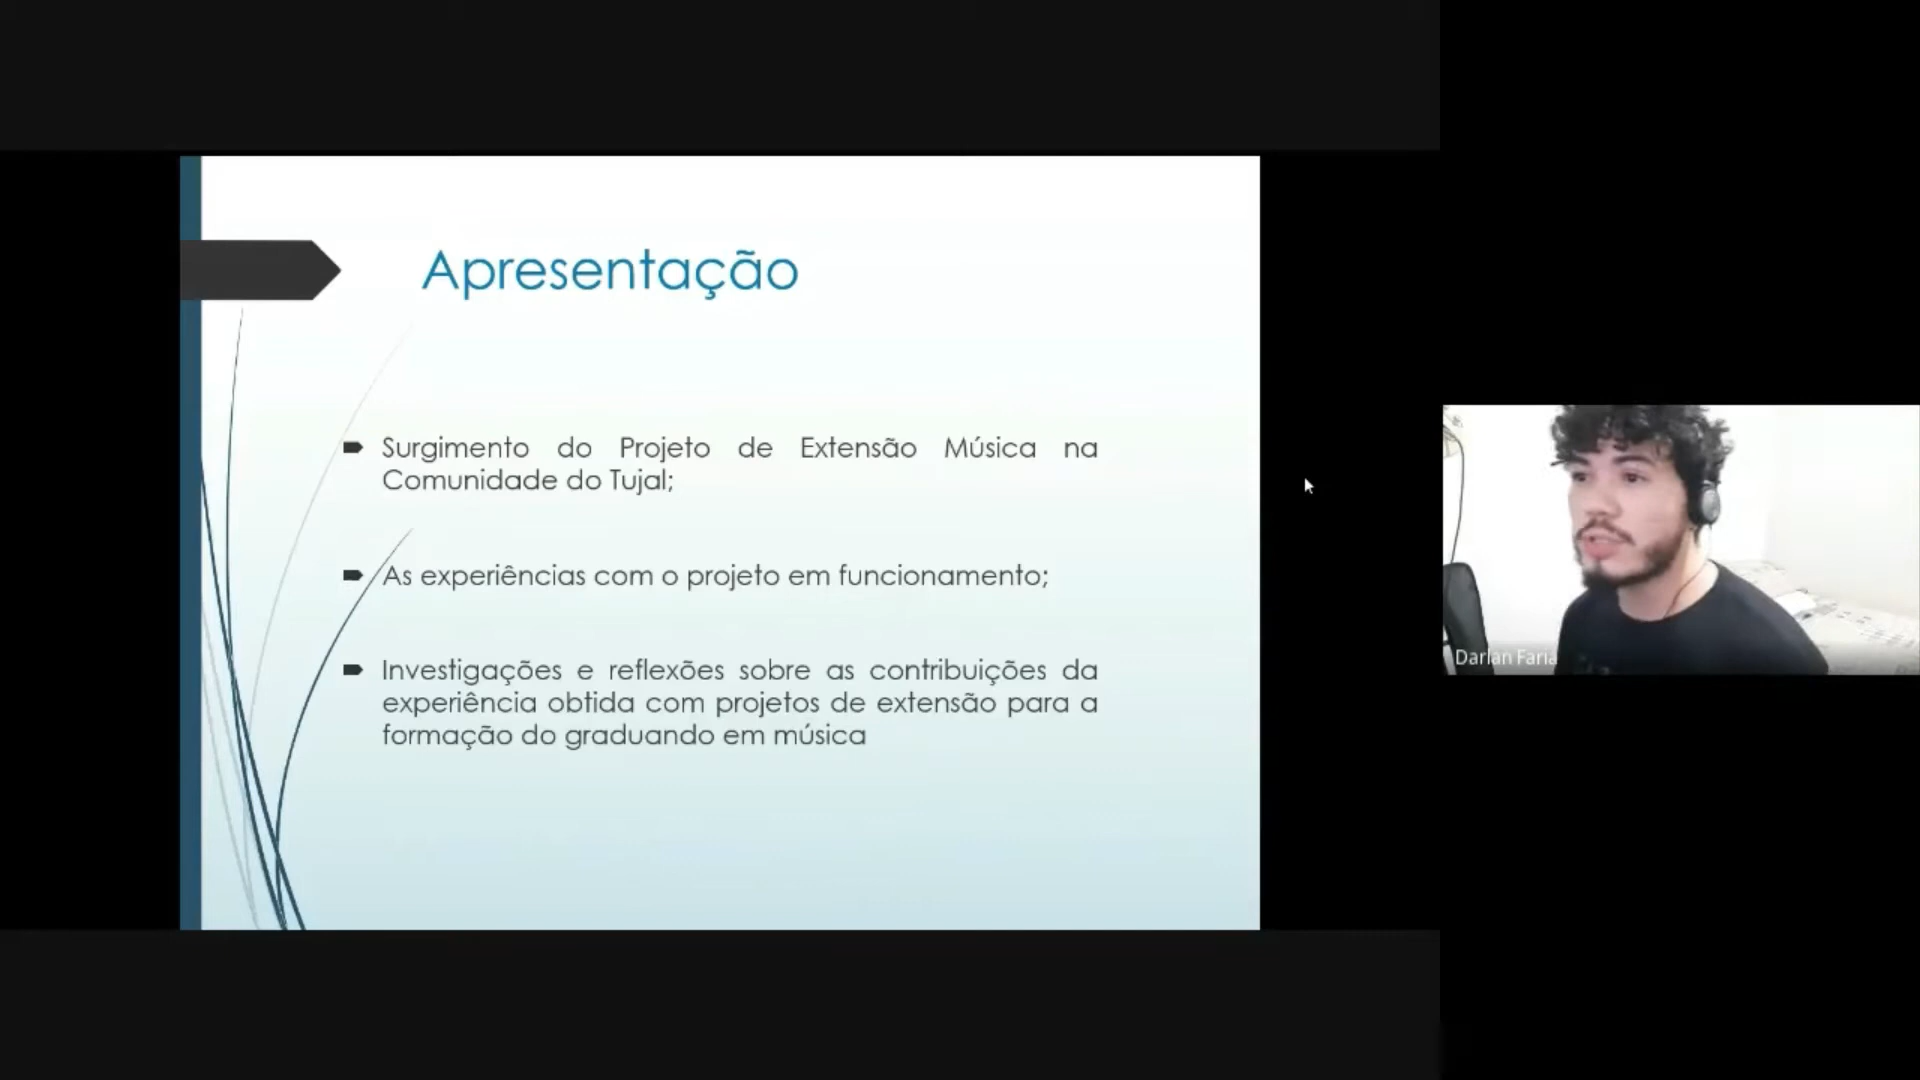 Apresentação
Surgimento do Projeto de Extensão Música na
Comunidade do Tujal;
As experiências com o projeto em funcionamento;
Investigações e reflexões sobre as contribuições da
experiência obtida com projetos de extensão para a
formação do graduando em música
Darlan Faria